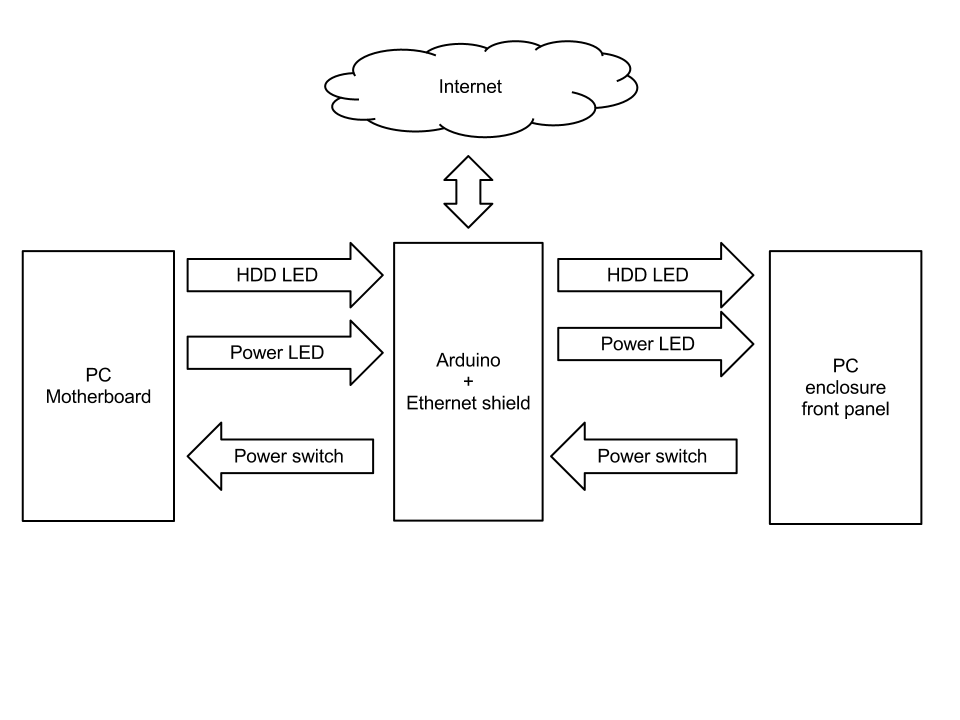 Internet
HDD LED
HDD LED
Power LED
Power LED
PC
Motherboard
Arduino
+
Ethernet shield
PC
enclosure
front panel
Power switch
Power switch